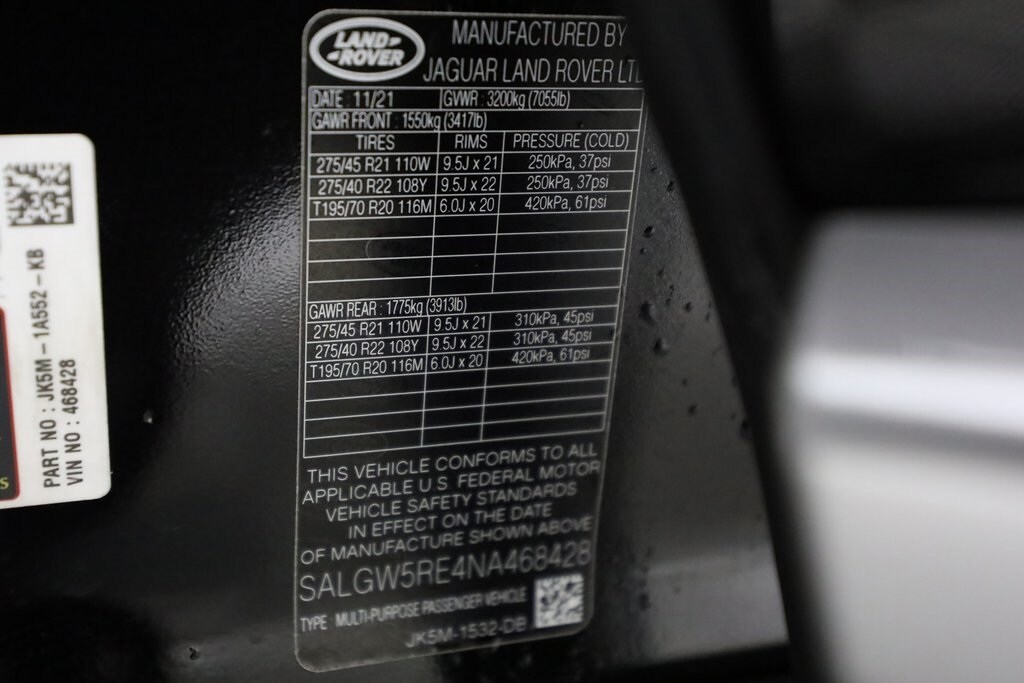 LAND-
-ROVER
MANUFACTURED BY
JAGUAR LAND ROVER LTD
DATE : 11/21 GVWR : 3200kg (7055lb)
GAWR FRONT : 1550kg (3417lb)
TIRES RIMS PRESSURE (COLD)
275/45 R21 110W 9.5J x 21 250kPa, 37psi
275/40 R22 108Y 9.5J x 22 250kPa, 37psi
T195/70 R20 116M 6.0J x 20 420kPa, 61psi
GAWR REAR : 1775kg (3913lb)
275/45 R21 110W 9.5J x 21 310kPa, 45psi
275/40 R22 108Y 9.5J x 22 310kPa, 45psi
T195/70 R20 116M 6.0J x 20 420kPa, 61psi
THIS VEHICLE CONFORMS TO ALL
APPLICABLE U.S. FEDERAL MOTOR
VEHICLE SAFETY STANDARDS
IN EFFECT ON THE DATE
OF MANUFACTURE SHOWN ABOVE
SALGW5RE4NA468428
TYPE MULTI-PURPOSE PASSENGER VEHICLE
JK5M-1532-DB
PART NO : JK5M-1A552-KB
VIN NO : 468428